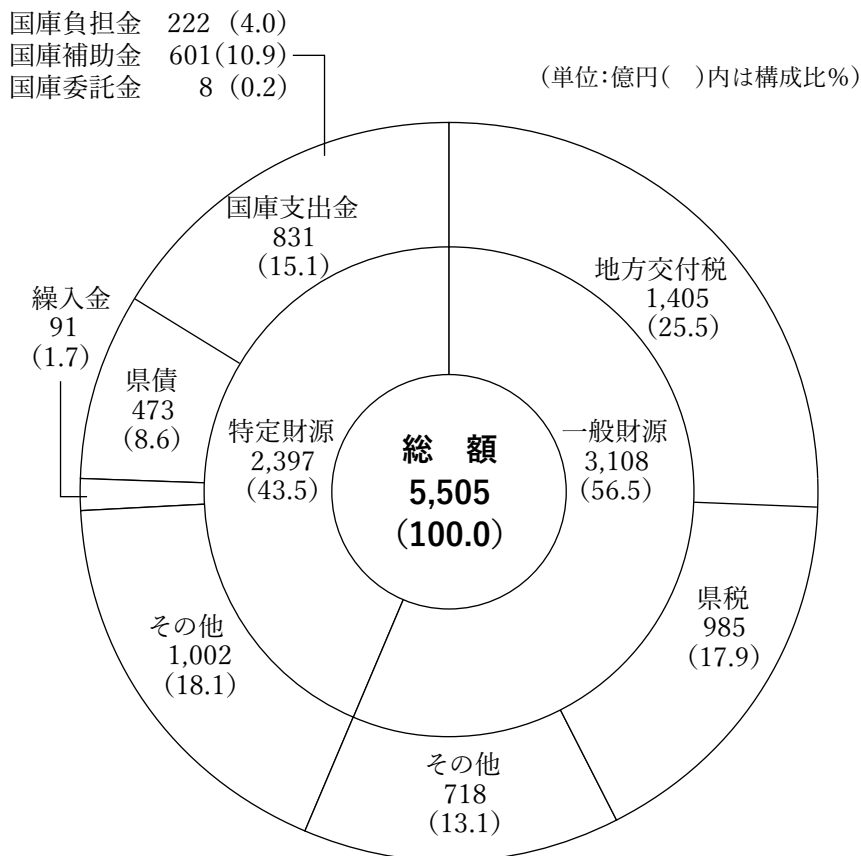 国庫負担金 222 (4.0)
国庫補助金 601(10.9)
国庫委託金 8 (0.2)
(単位:億円( )内は構成比%)
国庫支出金
831
(15.1)
地方交付税
1,405
(25.5)
繰入金
91
(1.7)
県債
473
(8.6)
特定財源
2,397
(43.5)
総 額
5,505
(100.0)
一般財源
3,108
(56.5)
県税
985
(17.9)
その他
1,002
(18.1)
その他
718
(13.1)